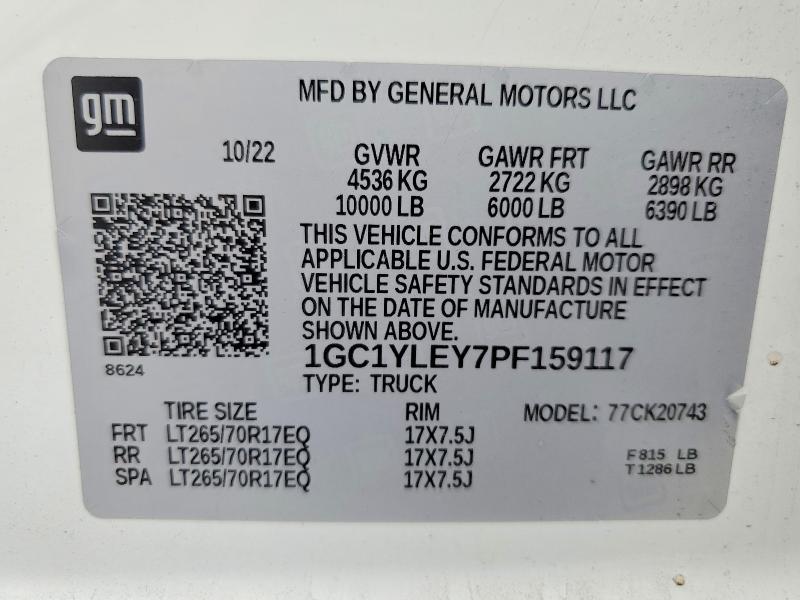 gm
MFD BY GENERAL MOTORS LLC
10/22 GVWR GAWR FRT GAWR RR
4536 KG 2722 KG 2898 KG
10000 LB 6000 LB 6390 LB
THIS VEHICLE CONFORMS TO ALL
APPLICABLE U.S. FEDERAL MOTOR
VEHICLE SAFETY STANDARDS IN EFFECT
ON THE DATE OF MANUFACTURE
SHOWN ABOVE.
8624
1GC1YLEY7PF159117
TYPE: TRUCK
TIRE SIZE RIM MODEL: 77CK20743
FRT LT265/70R17EQ 17X7.5J
RR LT265/70R17EQ 17X7.5J F 815 LB
SPA LT265/70R17EQ 17X7.5J T 1286 LB